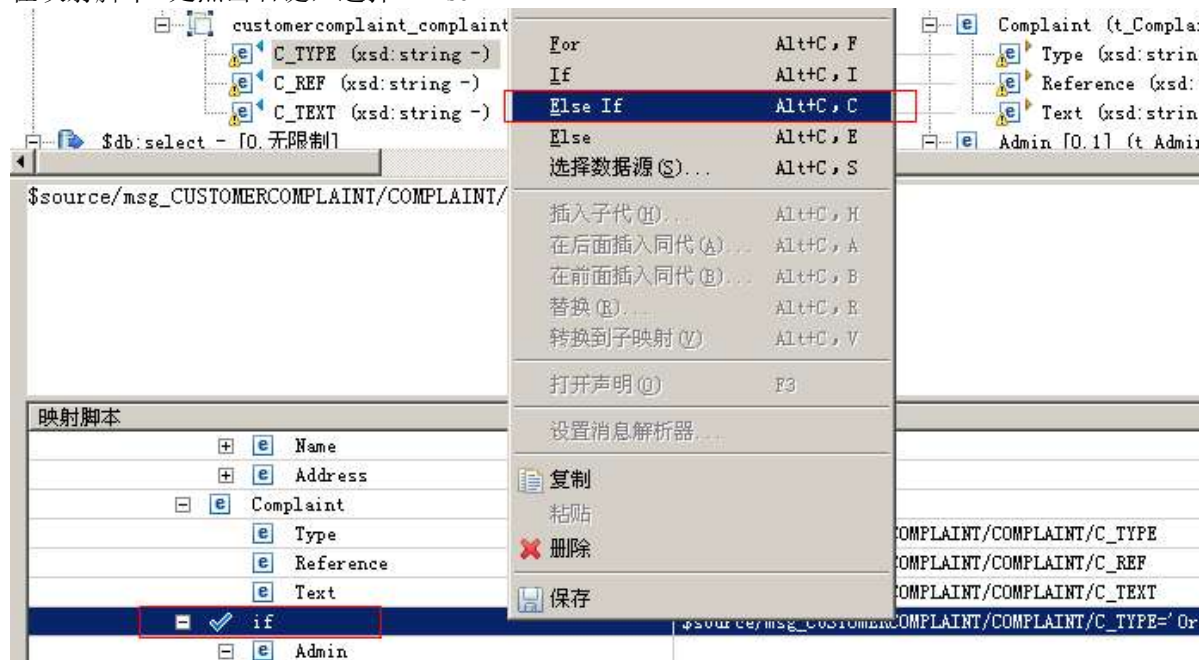 customercomplaint_complaint
C_TYPE (xsd:string -)
C_REF (xsd:string -)
C_TEXT (xsd:string -)
$db:select - [0.无限制]
Complaint (t_Complai
Type (xsd:strin
Reference (xsd:
Text (xsd:strin
Admin [0.1] (t_Admin
$source/msg_CUSTOMERCOMPLAINT/COMPLAINT/
For Alt+C, F
If Alt+C, I
Else If Alt+C, C
Else Alt+C, E
选择数据源(S)... Alt+C, S
插入子代(H)... Alt+C, H
在后面插入同代(A)... Alt+C, A
在前面插入同代(B)... Alt+C, B
替换(R)... Alt+C, R
转换到子映射(V) Alt+C, V
打开声明(O) F3
设置消息解析器...
复制
粘贴
删除
保存
映射脚本
Name
Address
Complaint
Type OMPLAINT/COMPLAINT/C_TYPE
Reference OMPLAINT/COMPLAINT/C_REF
Text OMPLAINT/COMPLAINT/C_TEXT
if $source/msg_CUSTOMERCOMPLAINT/COMPLAINT/C_TYPE='Or
Admin